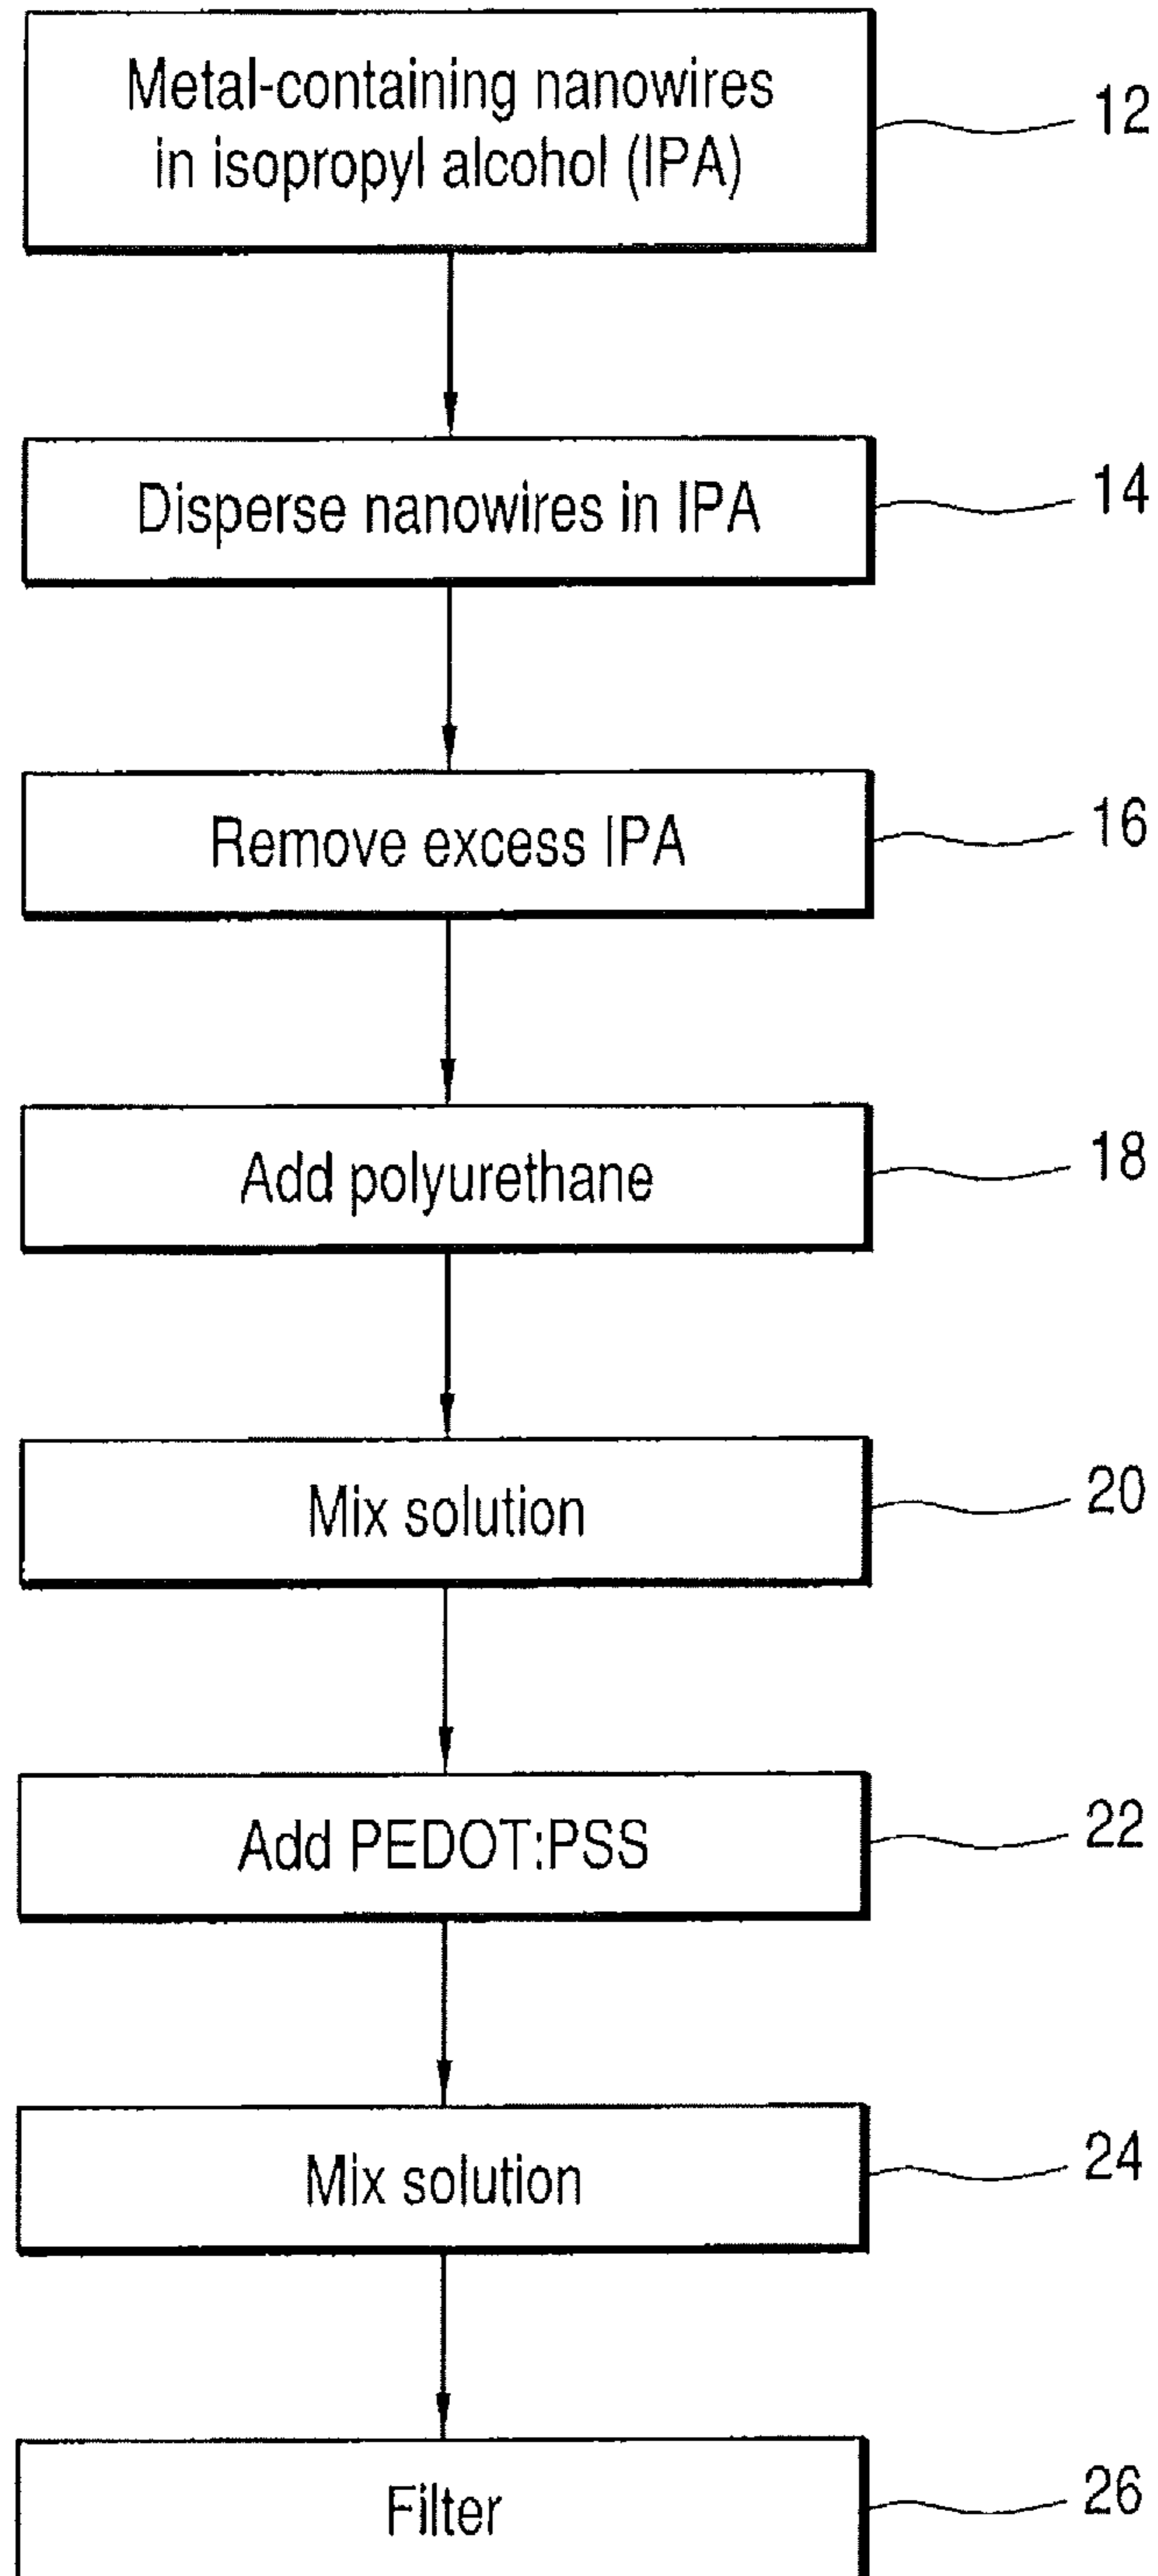 Metal-containing nanowires
in isopropyl alcohol (IPA)
12
Disperse nanowires in IPA
14
Remove excess IPA
16
Add polyurethane
18
Mix solution
20
Add PEDOT:PSS
22
Mix solution
24
Filter
26